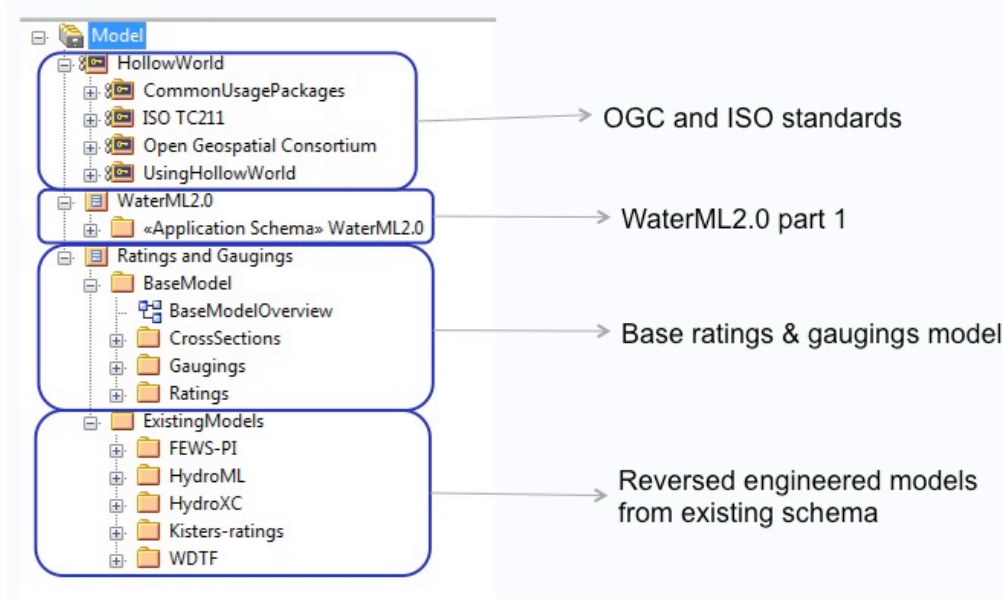 Model
HollowWorld
CommonUsagePackages
ISO TC211
Open Geospatial Consortium
UsingHollowWorld
OGC and ISO standards
WaterML2.0
«Application Schema» WaterML2.0
WaterML2.0 part 1
Ratings and Gaugings
BaseModel
BaseModelOverview
CrossSections
Gaugings
Ratings
Base ratings & gaugings model
ExistingModels
FEWS-PI
HydroML
HydroXC
Kisters-ratings
WDTF
Reversed engineered models
from existing schema